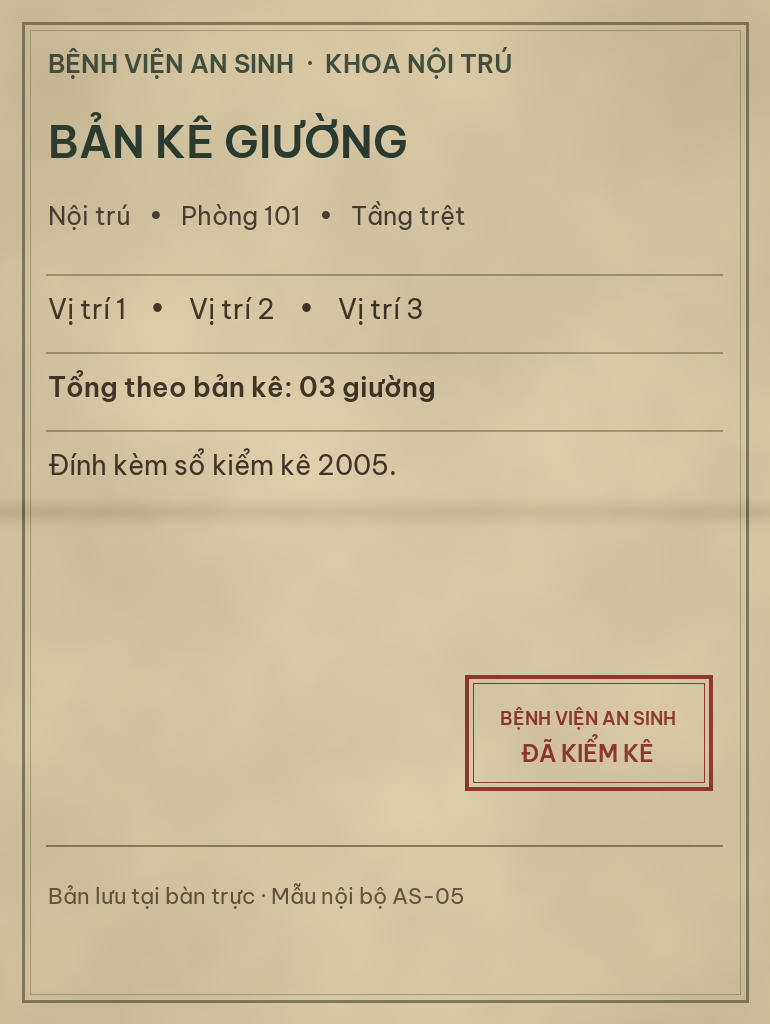 BỆNH VIỆN AN SINH · KHOA NỘI TRÚ
BẢN KÊ GIƯỜNG
Nội trú • Phòng 101 • Tầng trệt
Vị trí 1 • Vị trí 2 • Vị trí 3
Tổng theo bản kê: 03 giường
Đính kèm sổ kiểm kê 2005.
BỆNH VIỆN AN SINH
ĐÃ KIỂM KÊ
Bản lưu tại bàn trực · Mẫu nội bộ AS-05